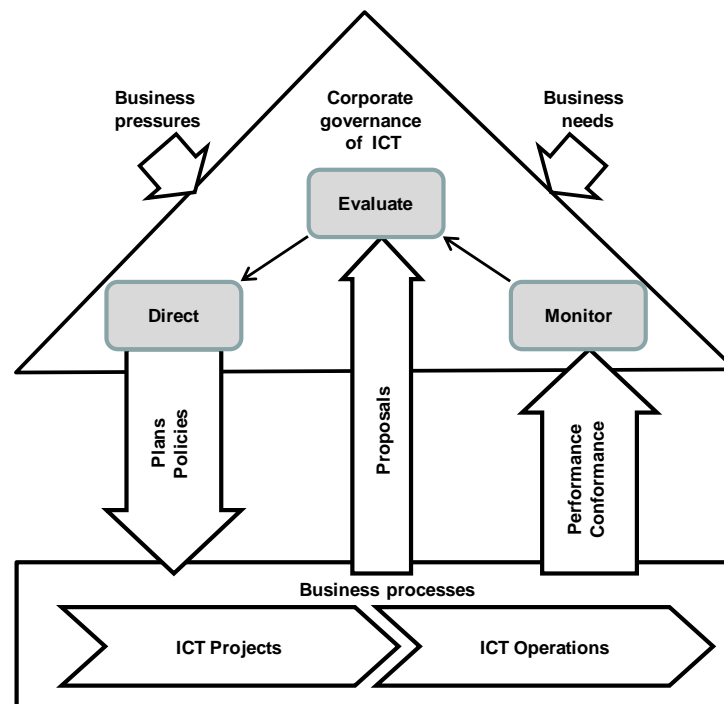 Business
pressures
Corporate
governance
of ICT
Business
needs
Evaluate
Direct
Monitor
Plans
Policies
Proposals
Performance
Conformance
Business processes
ICT Projects
ICT Operations